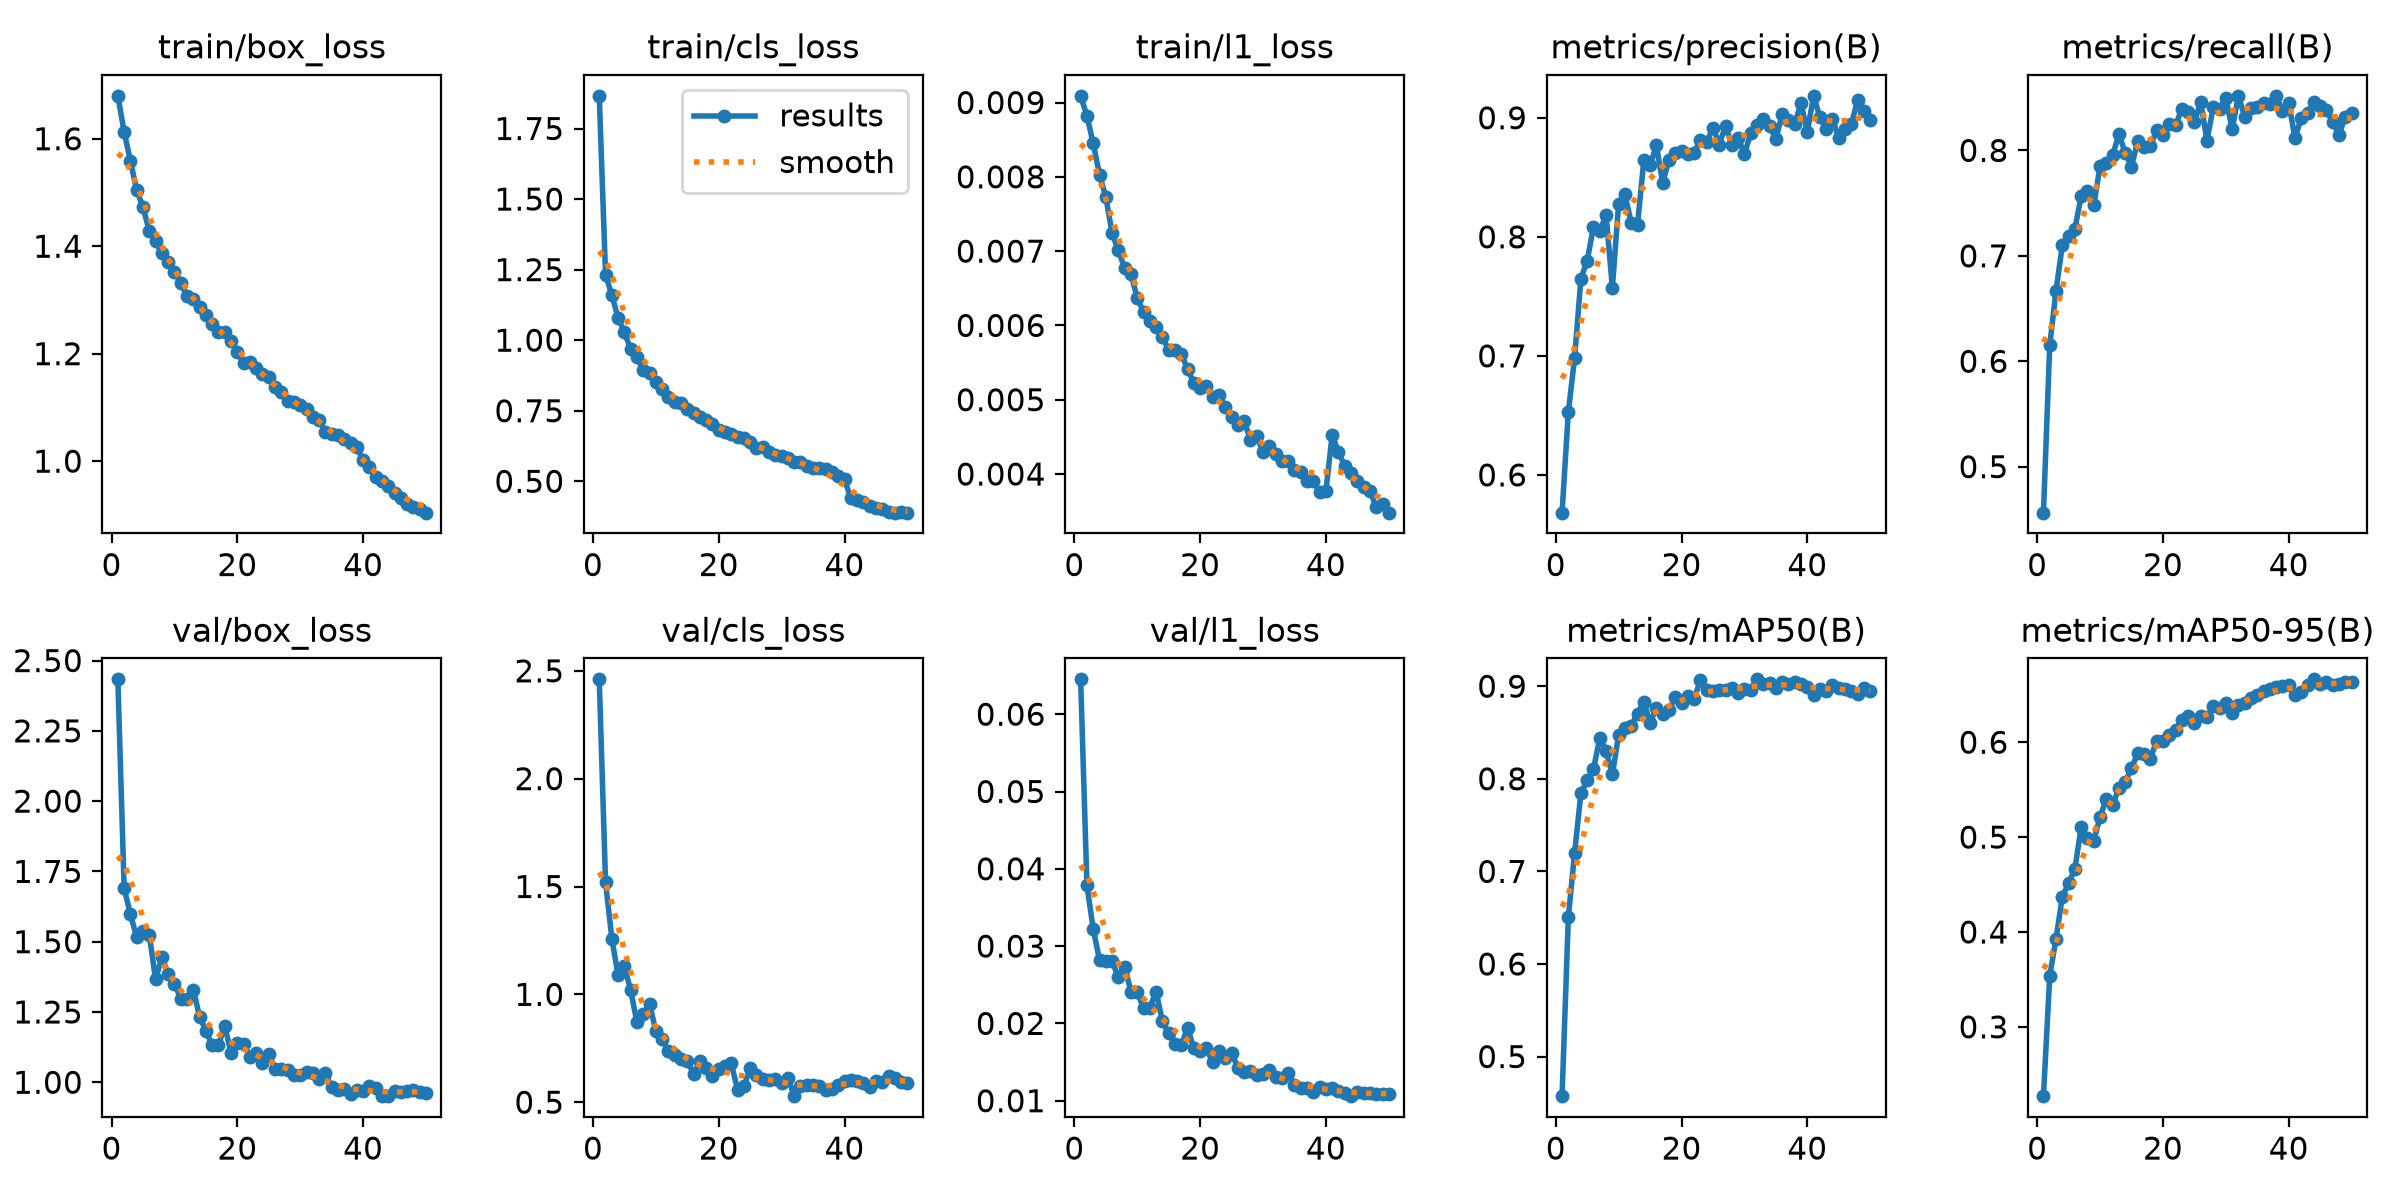 train/box_loss
1.6
1.4
1.2
1.0
0 20 40
train/cls_loss
results
smooth
1.75
1.50
1.25
1.00
0.75
0.50
0 20 40
train/l1_loss
0.009
0.008
0.007
0.006
0.005
0.004
0 20 40
metrics/precision(B)
0.9
0.8
0.7
0.6
0 20 40
metrics/recall(B)
0.8
0.7
0.6
0.5
0 20 40
val/box_loss
2.50
2.25
2.00
1.75
1.50
1.25
1.00
0 20 40
val/cls_loss
2.5
2.0
1.5
1.0
0.5
0 20 40
val/l1_loss
0.06
0.05
0.04
0.03
0.02
0.01
0 20 40
metrics/mAP50(B)
0.9
0.8
0.7
0.6
0.5
0 20 40
metrics/mAP50-95(B)
0.6
0.5
0.4
0.3
0 20 40